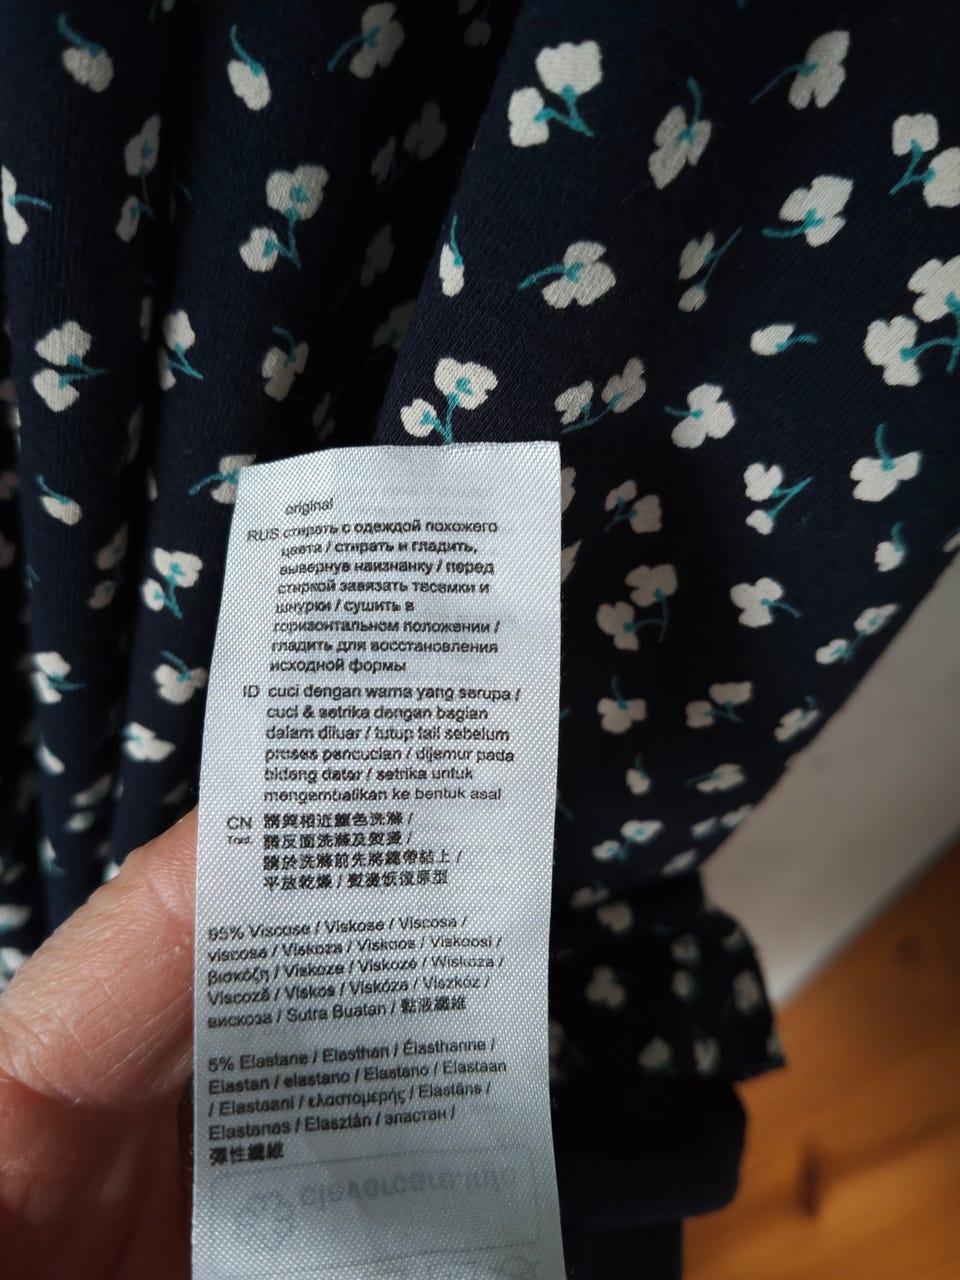 original
RUS стирать с одеждой похожего
цвета / стирать и гладить,
вывернув наизнанку / перед
стиркой завязать тесемки и
шнурки / сушить в
горизонтальном положении /
гладить для восстановления
исходной формы
ID cuci dengan warna yang serupa /
cuci & setrika dengan bagian
dalam diluar / tutup tali sebelum
proses pencucian / dijemur pada
bidang datar / setrika untuk
mengembalikan ke bentuk asal
CN 請與相近顏色洗滌 /
Trad. 請反面洗滌及熨燙 /
請於洗滌前先將繩帶結上 /
平放乾燥 / 熨燙恢復原型
95% Viscose / Viskose / Viscosa /
viscosa / Viskoza / Viskoos / Viskoosi /
βισκόζη / Viskoze / Viskozė / Wiskoza /
Viscoză / Viskos / Viskóza / Viszkóz /
вискоза / Sutra Buatan / 黏液纖維
5% Elastane / Elasthan / Élasthanne /
Elastan / elastano / Elastano / Elastaan
/ Elastaani / ελαστομερής / Elastāns /
Elastanas / Elasztán / эластан /
彈性纖維
clevercare.info